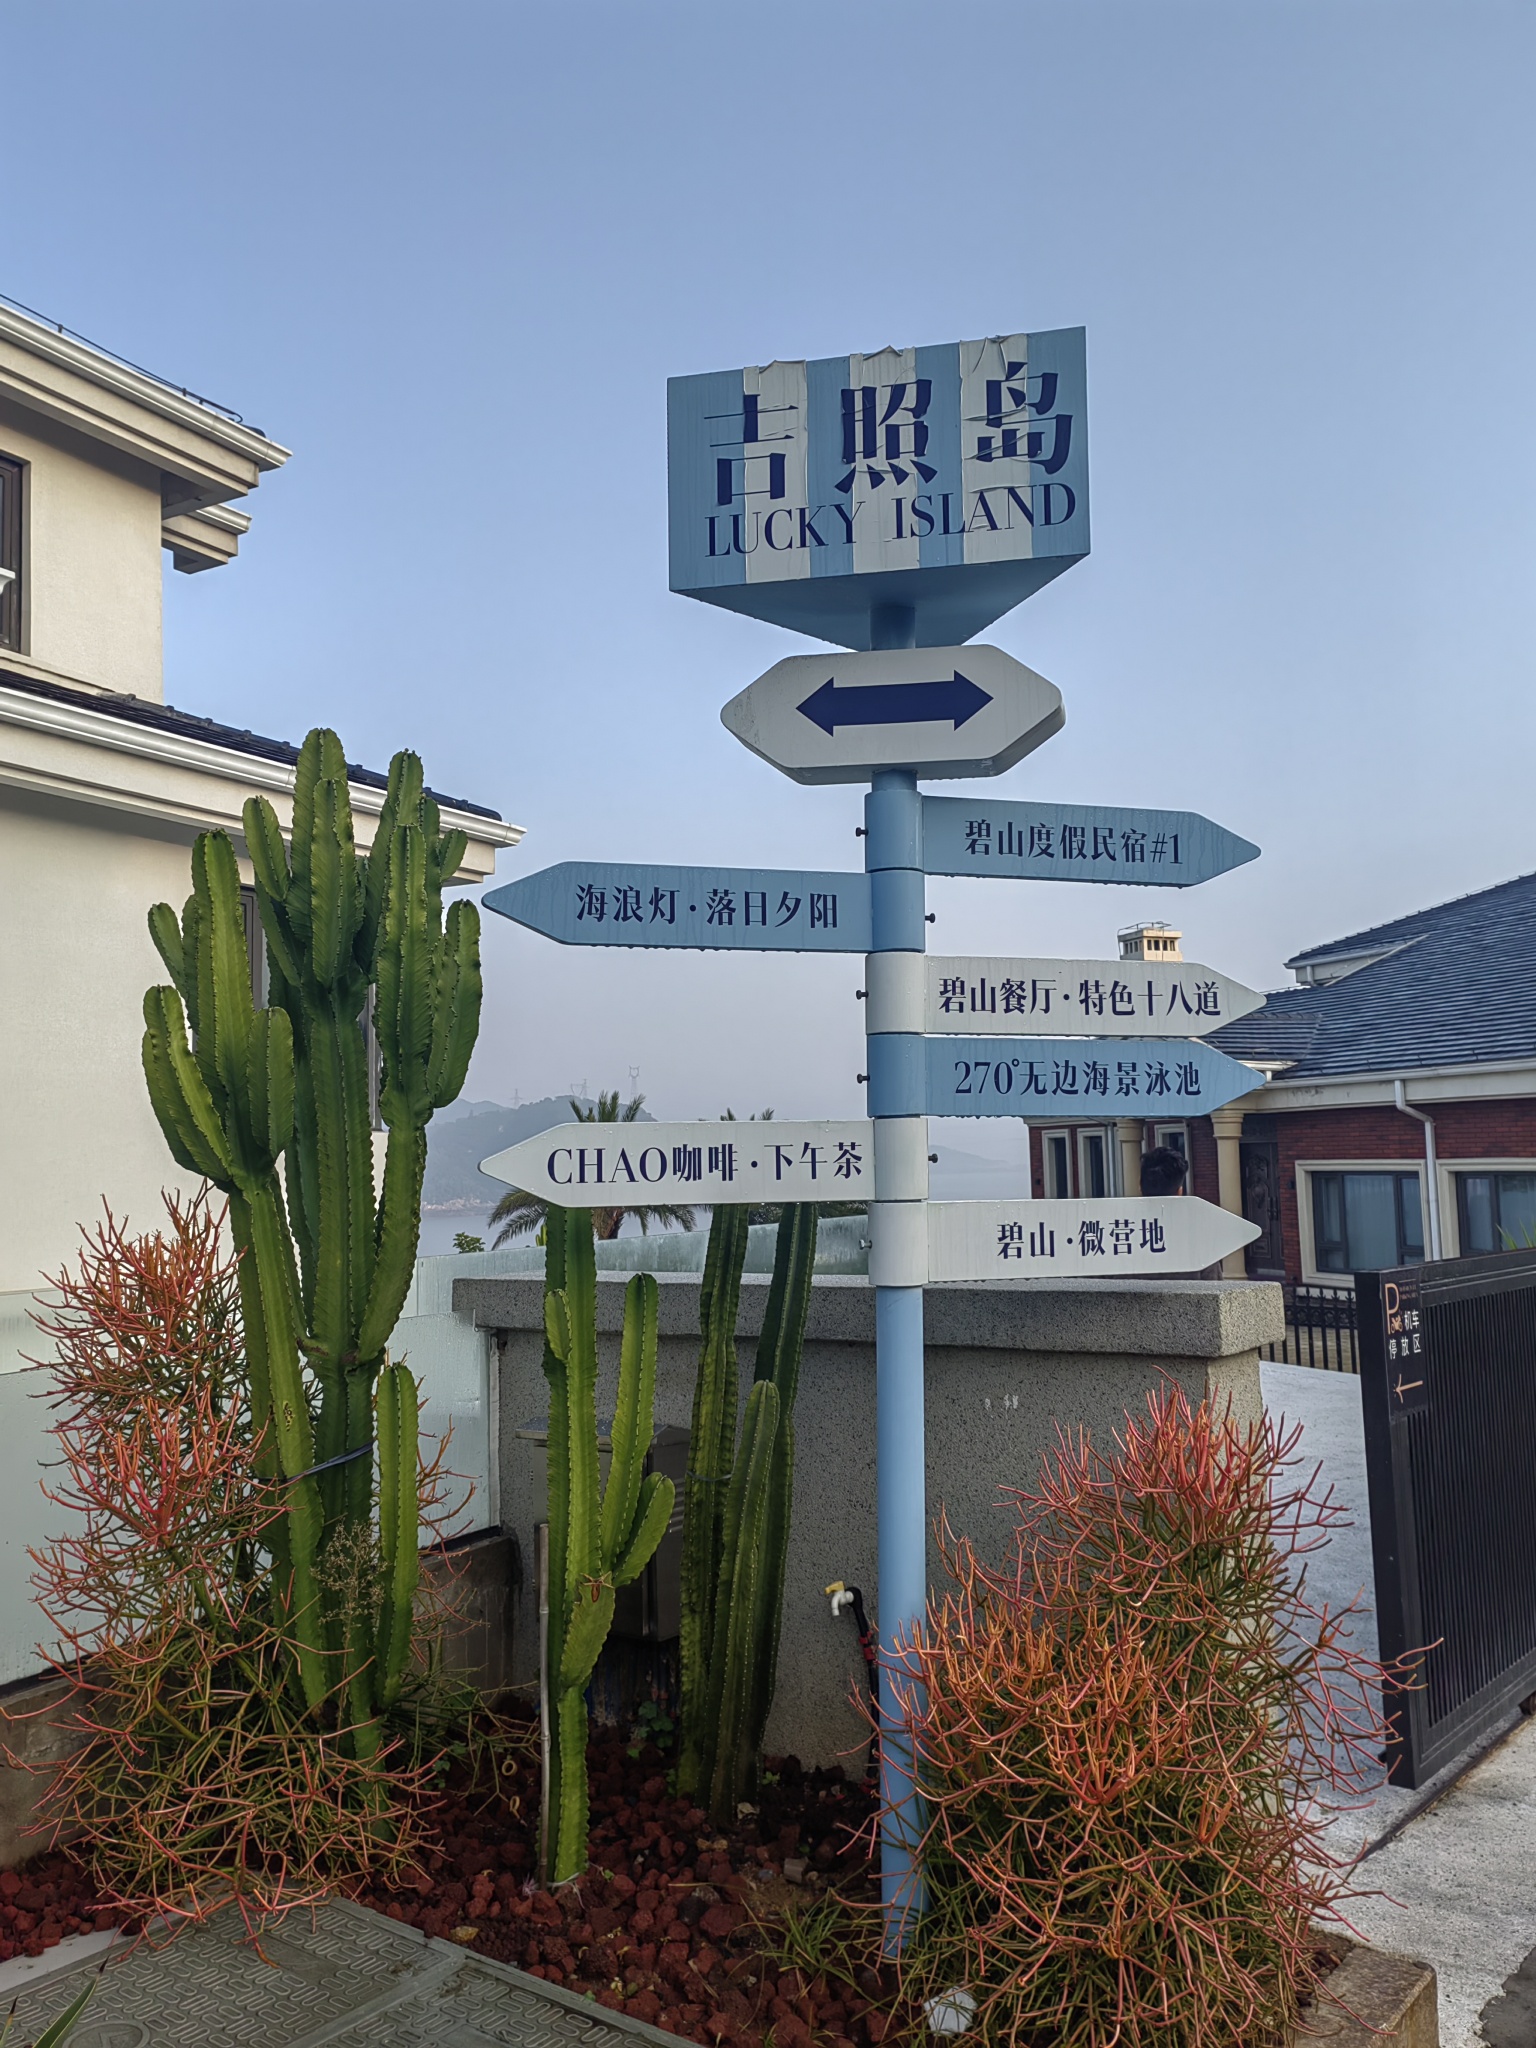 吉照岛
LUCKY ISLAND
碧山度假民宿#1
海浪灯·落日夕阳
碧山餐厅·特色十八道
270°无边海景泳池
CHAO咖啡·下午茶
碧山·微营地
P
机车
停放区